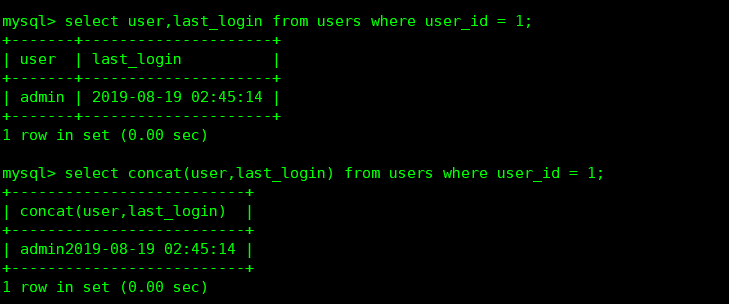 mysql> select user,last_login from users where user_id = 1;
+-------+---------------------+
| user  | last_login          |
+-------+---------------------+
| admin | 2019-08-19 02:45:14 |
+-------+---------------------+
1 row in set (0.00 sec)

mysql> select concat(user,last_login) from users where user_id = 1;
+--------------------------+
| concat(user,last_login)  |
+--------------------------+
| admin2019-08-19 02:45:14 |
+--------------------------+
1 row in set (0.00 sec)